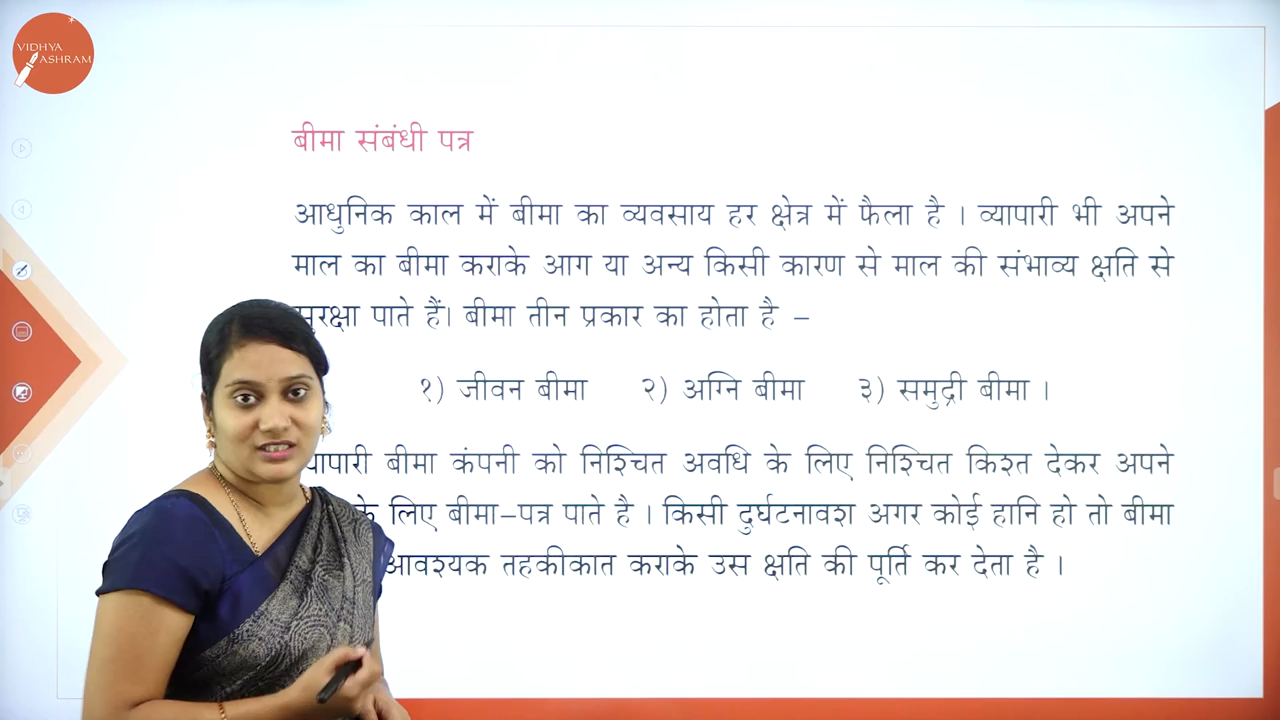 VIDHYA
ASHRAM
बीमा संबंधी पत्र
आधुनिक काल में बीमा का व्यवसाय हर क्षेत्र में फैला है । व्यापारी भी अपने
माल का बीमा कराके आग या अन्य किसी कारण से माल की संभाव्य क्षति से
सुरक्षा पाते हैं। बीमा तीन प्रकार का होता है –
१) जीवन बीमा २) अग्नि बीमा ३) समुद्री बीमा ।
व्यापारी बीमा कंपनी को निश्चित अवधि के लिए निश्चित किश्त देकर अपने
के लिए बीमा-पत्र पाते है । किसी दुर्घटनावश अगर कोई हानि हो तो बीमा
आवश्यक तहकीकात कराके उस क्षति की पूर्ति कर देता है ।